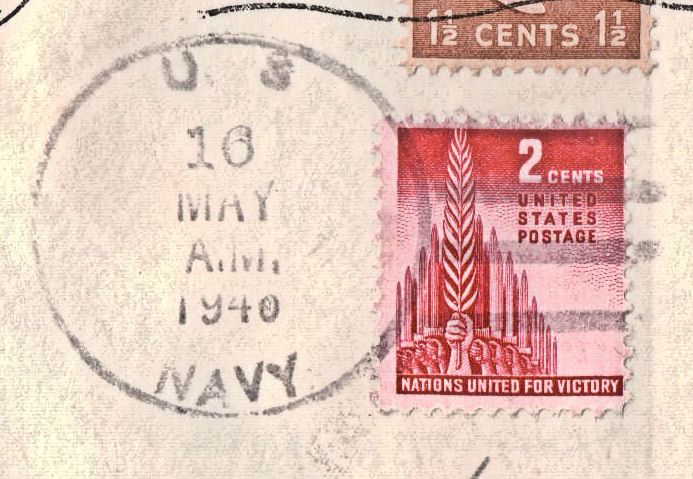 1½ CENTS 1½
U S
16
MAY
A.M.
1940
NAVY
2 CENTS
UNITED
STATES
POSTAGE
NATIONS UNITED FOR VICTORY